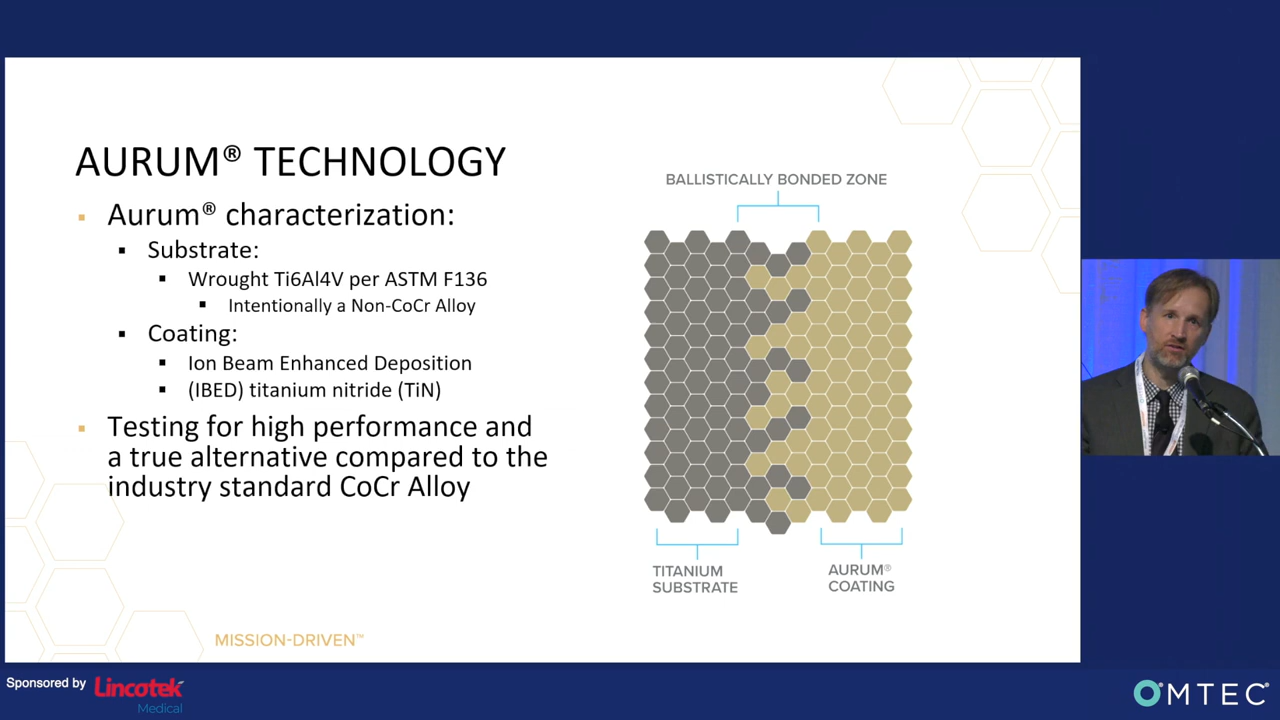 AURUM® TECHNOLOGY
▪ Aurum® characterization:
▪ Substrate:
▪ Wrought Ti6Al4V per ASTM F136
▪ Intentionally a Non-CoCr Alloy
▪ Coating:
▪ Ion Beam Enhanced Deposition
▪ (IBED) titanium nitride (TiN)
▪ Testing for high performance and
a true alternative compared to the
industry standard CoCr Alloy
BALLISTICALLY BONDED ZONE
TITANIUM
SUBSTRATE
AURUM®
COATING
MISSION-DRIVEN™
Sponsored by Lincotek
Medical
OMTEC